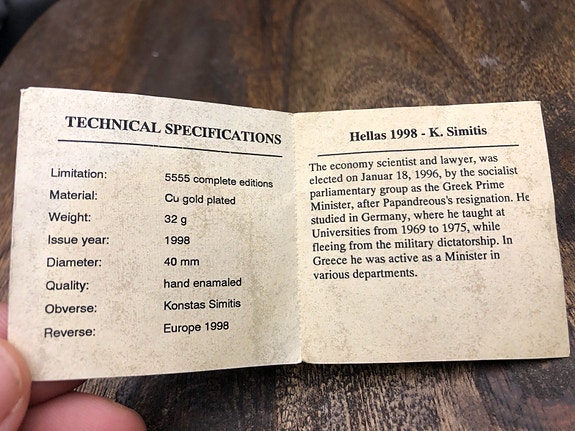 TECHNICAL SPECIFICATIONS
Limitation: 5555 complete editions
Material: Cu gold plated
Weight: 32 g
Issue year: 1998
Diameter: 40 mm
Quality: hand enamaled
Obverse: Konstas Simitis
Reverse: Europe 1998
Hellas 1998 - K. Simitis
The economy scientist and lawyer, was
elected on Januar 18, 1996, by the socialist
parliamentary group as the Greek Prime
Minister, after Papandreous's resignation. He
studied in Germany, where he taught at
Universities from 1969 to 1975, while
fleeing from the military dictatorship. In
Greece he was active as a Minister in
various departments.